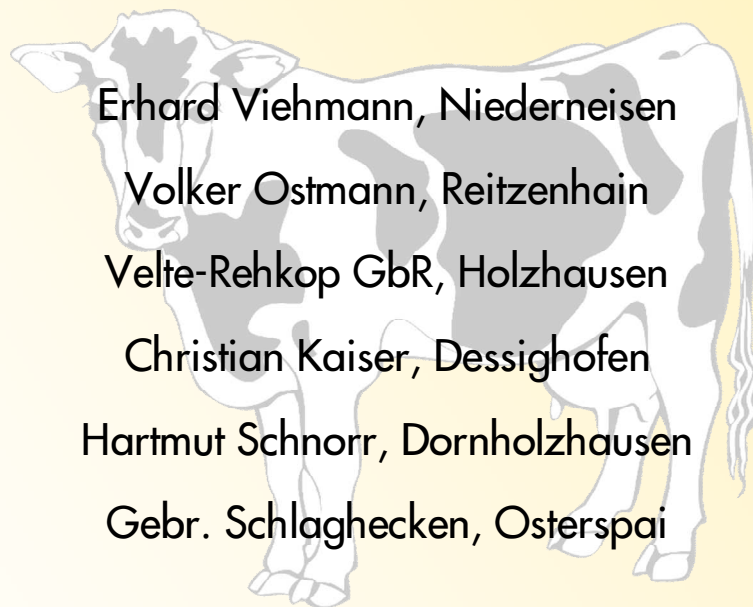 Erhard Viehmann, Niederneisen
Volker Ostmann, Reitzenhain
Velte-Rehkop GbR, Holzhausen
Christian Kaiser, Dessighofen
Hartmut Schnorr, Dornholzhausen
Gebr. Schlaghecken, Osterspai